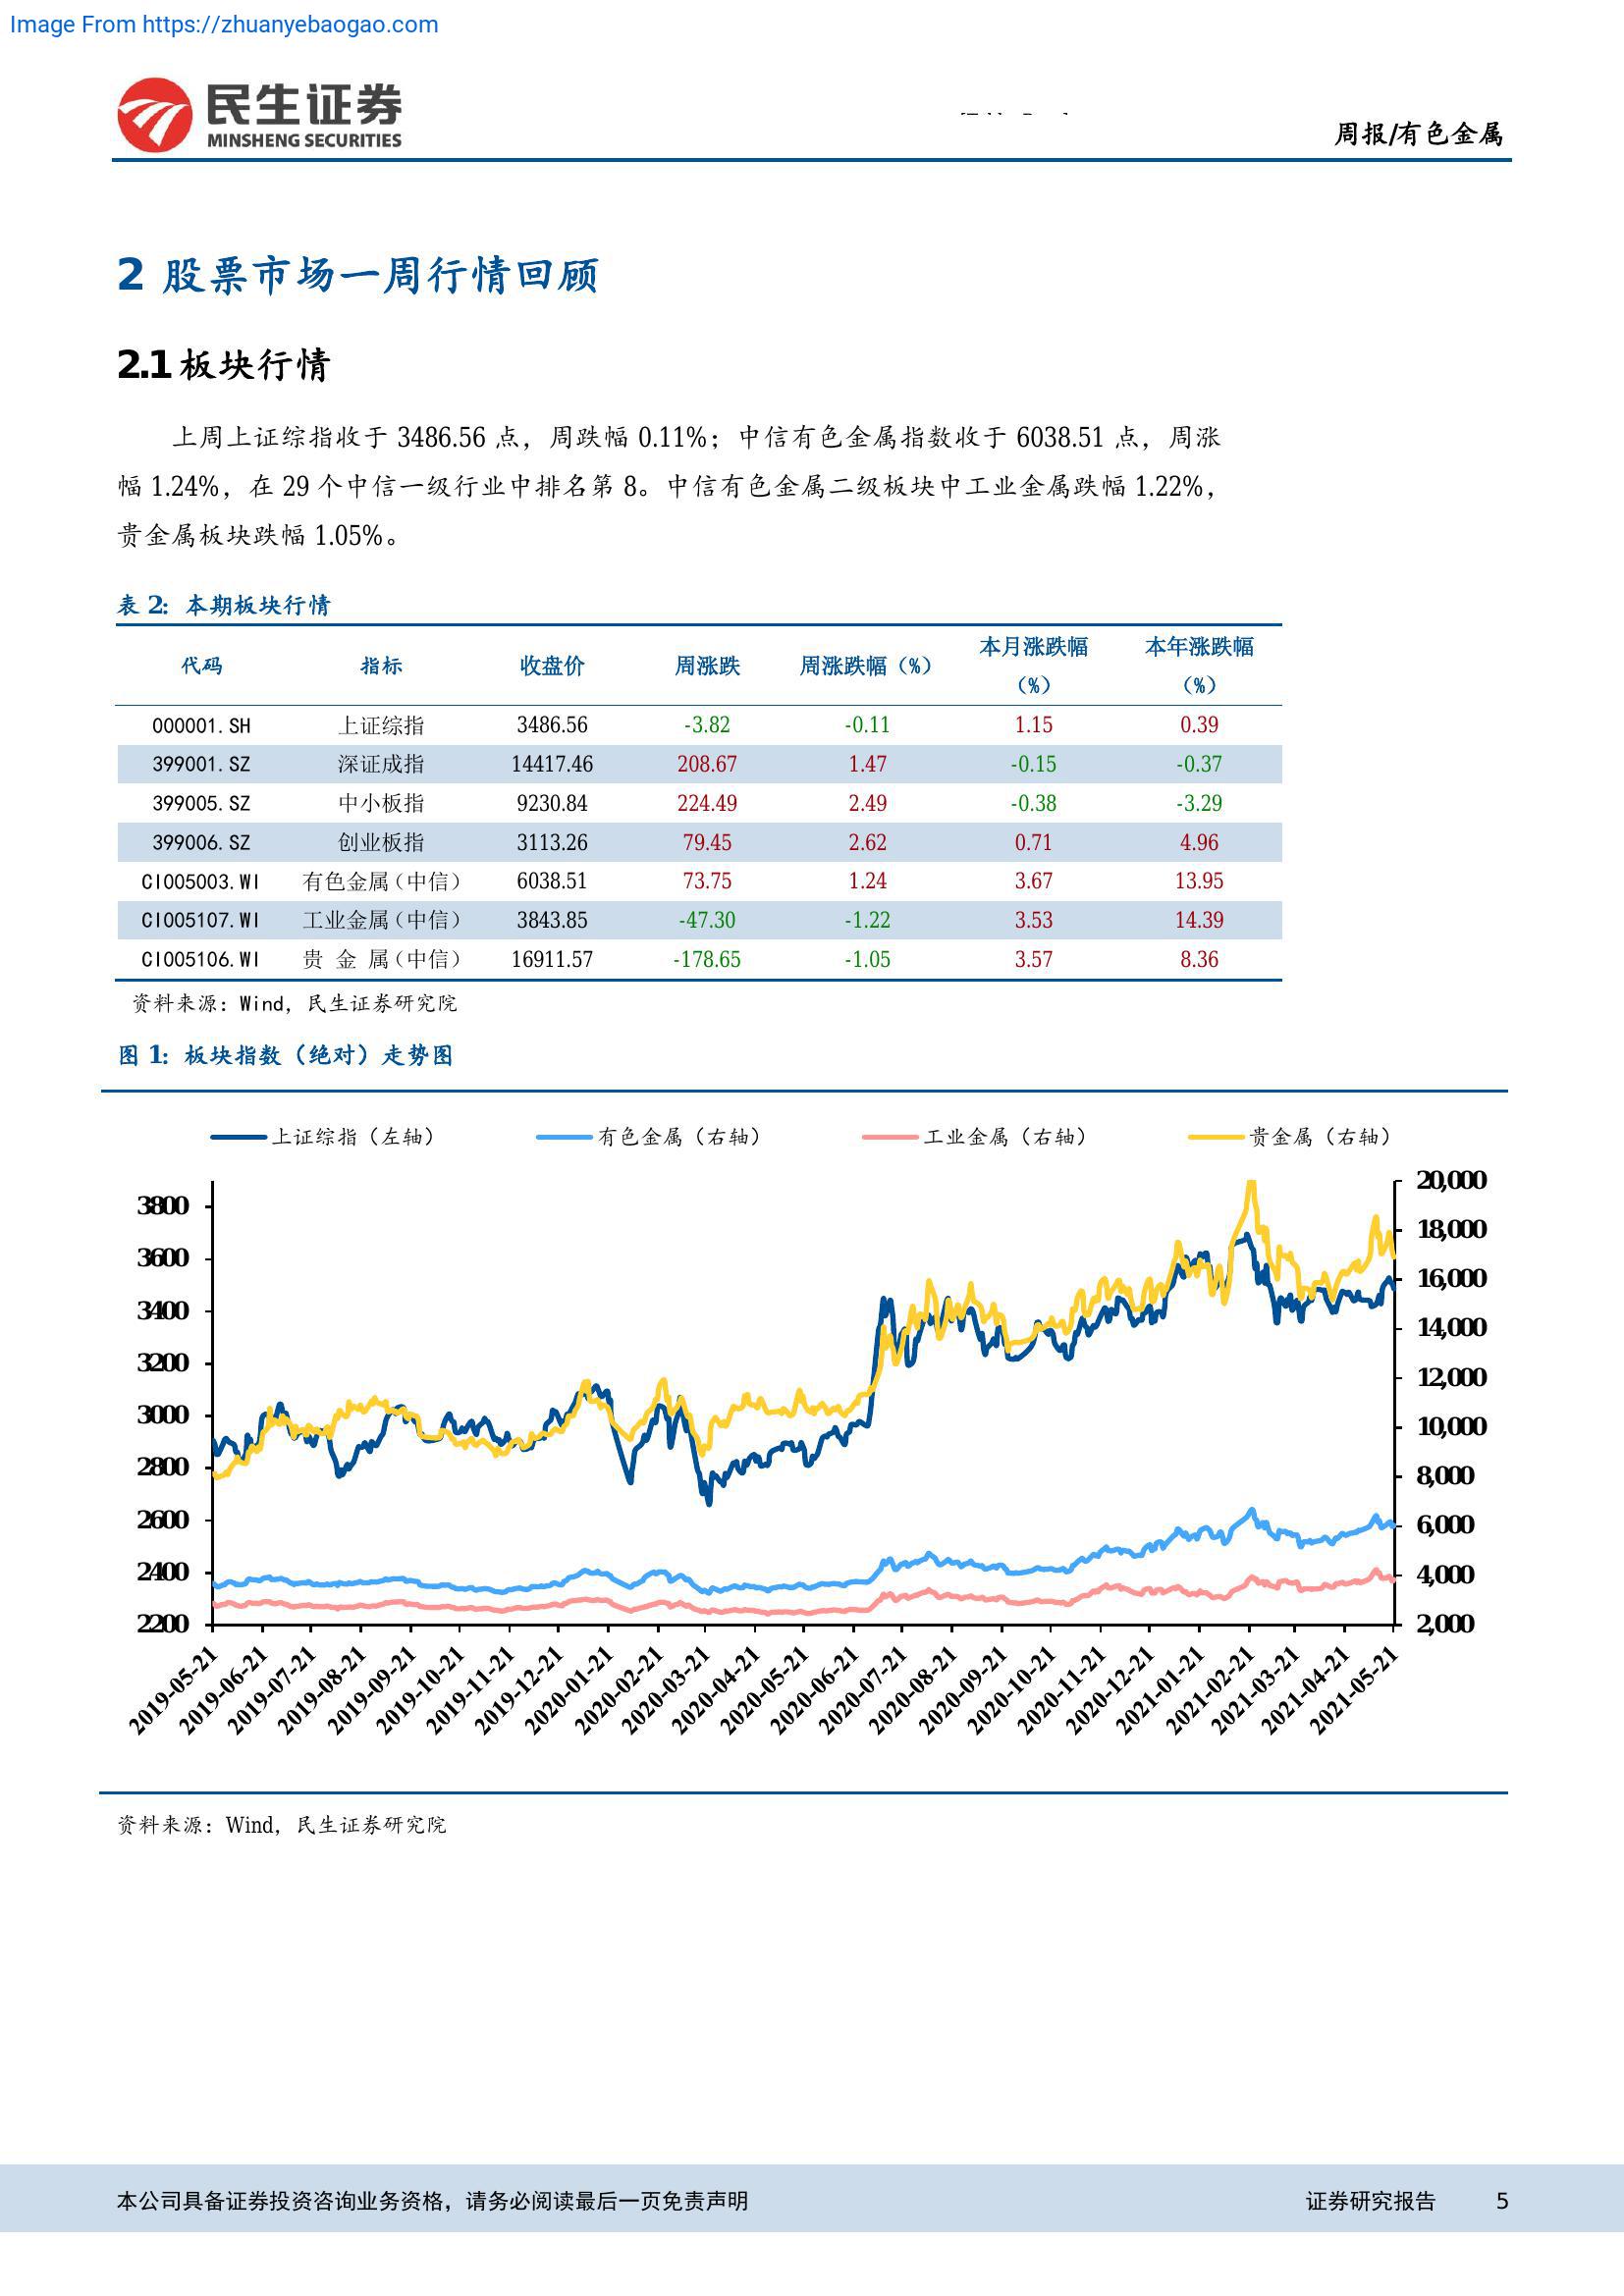 Image From https://zhuanyebaogao.com
民生证券
MINSHENG SECURITIES
周报/有色金属
2 股票市场一周行情回顾
2.1 板块行情
上周上证综指收于 3486.56 点，周跌幅 0.11%；中信有色金属指数收于 6038.51 点，周涨
幅 1.24%，在 29 个中信一级行业中排名第 8。中信有色金属二级板块中工业金属跌幅 1.22%，
贵金属板块跌幅 1.05%。
表 2：本期板块行情
代码 指标 收盘价 周涨跌 周涨跌幅（%） 本月涨跌幅（%） 本年涨跌幅（%）
000001.SH 上证综指 3486.56 -3.82 -0.11 1.15 0.39
399001.SZ 深证成指 14417.46 208.67 1.47 -0.15 -0.37
399005.SZ 中小板指 9230.84 224.49 2.49 -0.38 -3.29
399006.SZ 创业板指 3113.26 79.45 2.62 0.71 4.96
CI005003.WI 有色金属（中信） 6038.51 73.75 1.24 3.67 13.95
CI005107.WI 工业金属（中信） 3843.85 -47.30 -1.22 3.53 14.39
CI005106.WI 贵 金 属（中信） 16911.57 -178.65 -1.05 3.57 8.36
资料来源：Wind，民生证券研究院
图 1：板块指数（绝对）走势图
上证综指（左轴） 有色金属（右轴） 工业金属（右轴） 贵金属（右轴）
3800
3600
3400
3200
3000
2800
2600
2400
2200
20,000
18,000
16,000
14,000
12,000
10,000
8,000
6,000
4,000
2,000
2019-05-21
2019-06-21
2019-07-21
2019-08-21
2019-09-21
2019-10-21
2019-11-21
2019-12-21
2020-01-21
2020-02-21
2020-03-21
2020-04-21
2020-05-21
2020-06-21
2020-07-21
2020-08-21
2020-09-21
2020-10-21
2020-11-21
2020-12-21
2021-01-21
2021-02-21
2021-03-21
2021-04-21
2021-05-21
资料来源：Wind，民生证券研究院
本公司具备证券投资咨询业务资格，请务必阅读最后一页免责声明 证券研究报告 5